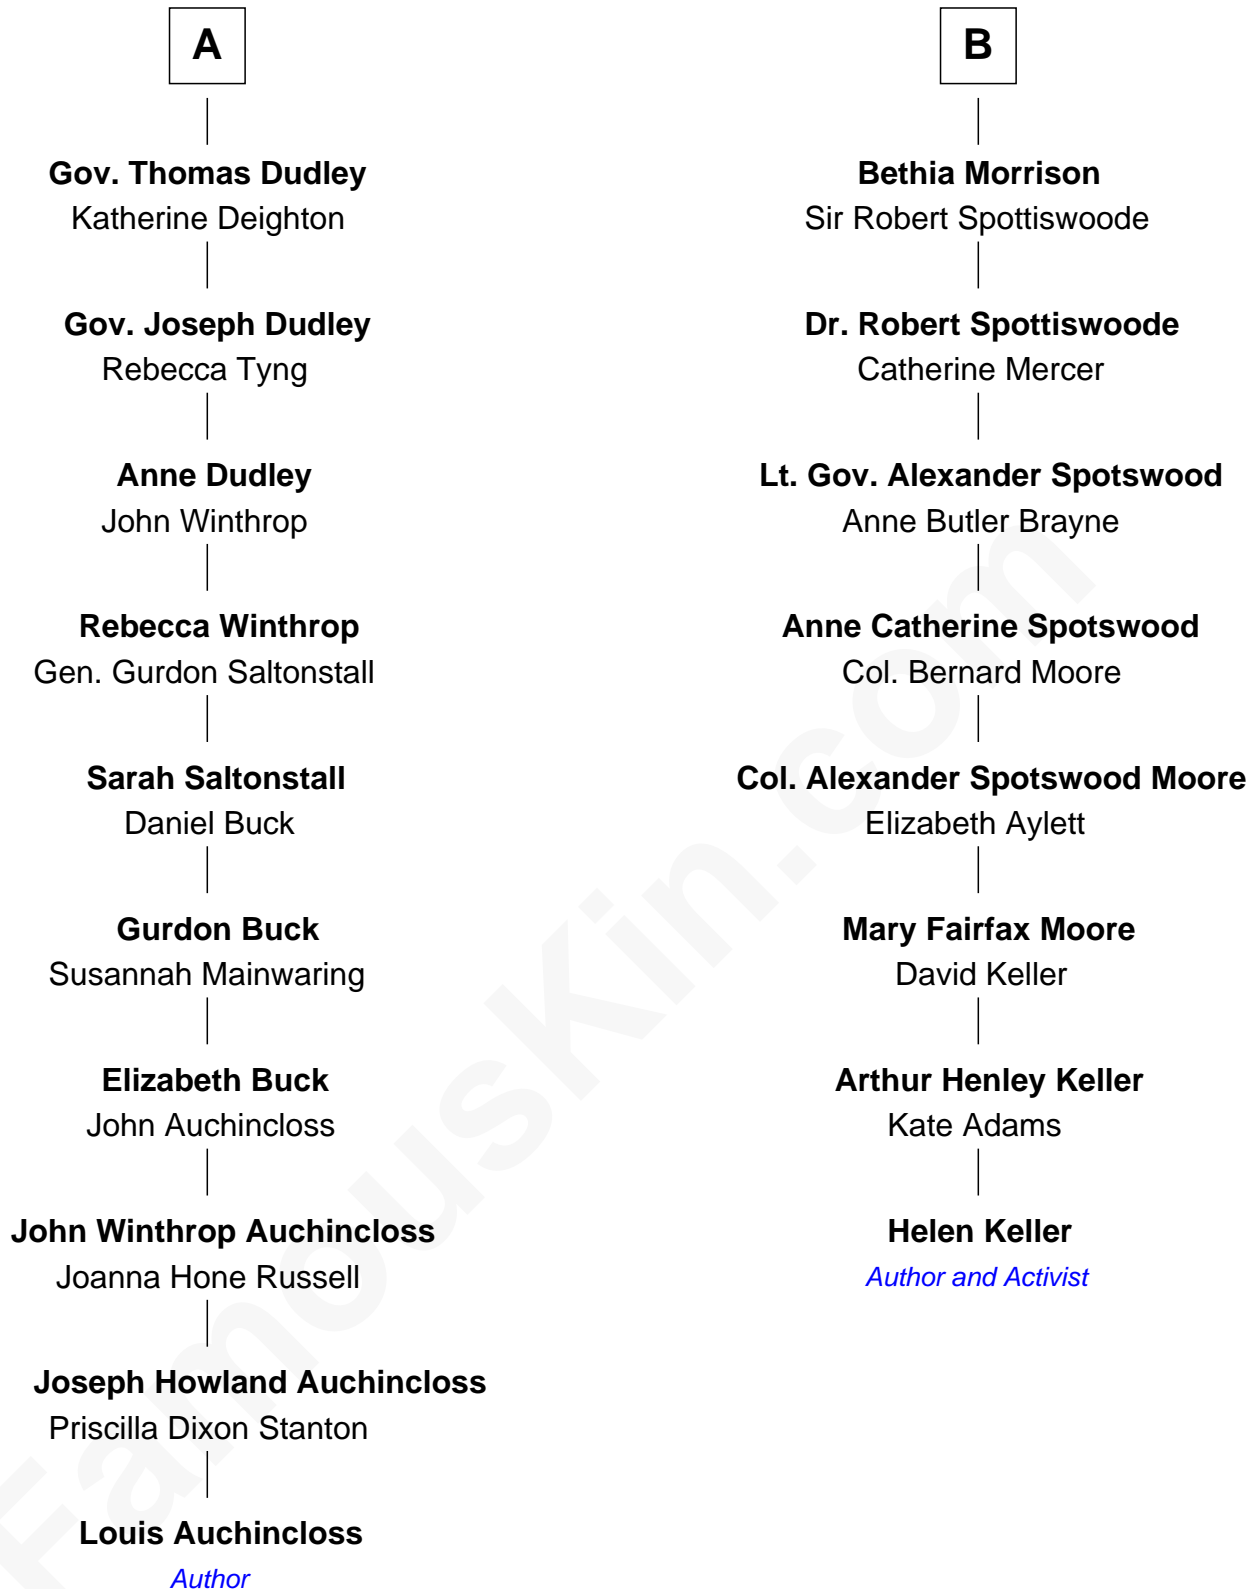 A
Gov. Thomas Dudley
Katherine Deighton
Gov. Joseph Dudley
Rebecca Tyng
Anne Dudley
John Winthrop
Rebecca Winthrop
Gen. Gurdon Saltonstall
Sarah Saltonstall
Daniel Buck
Gurdon Buck
Susannah Mainwaring
Elizabeth Buck
John Auchincloss
John Winthrop Auchincloss
Joanna Hone Russell
Joseph Howland Auchincloss
Priscilla Dixon Stanton
Louis Auchincloss
Author
B
Bethia Morrison
Sir Robert Spottiswoode
Dr. Robert Spottiswoode
Catherine Mercer
Lt. Gov. Alexander Spotswood
Anne Butler Brayne
Anne Catherine Spotswood
Col. Bernard Moore
Col. Alexander Spotswood Moore
Elizabeth Aylett
Mary Fairfax Moore
David Keller
Arthur Henley Keller
Kate Adams
Helen Keller
Author and Activist
FamousKin.com